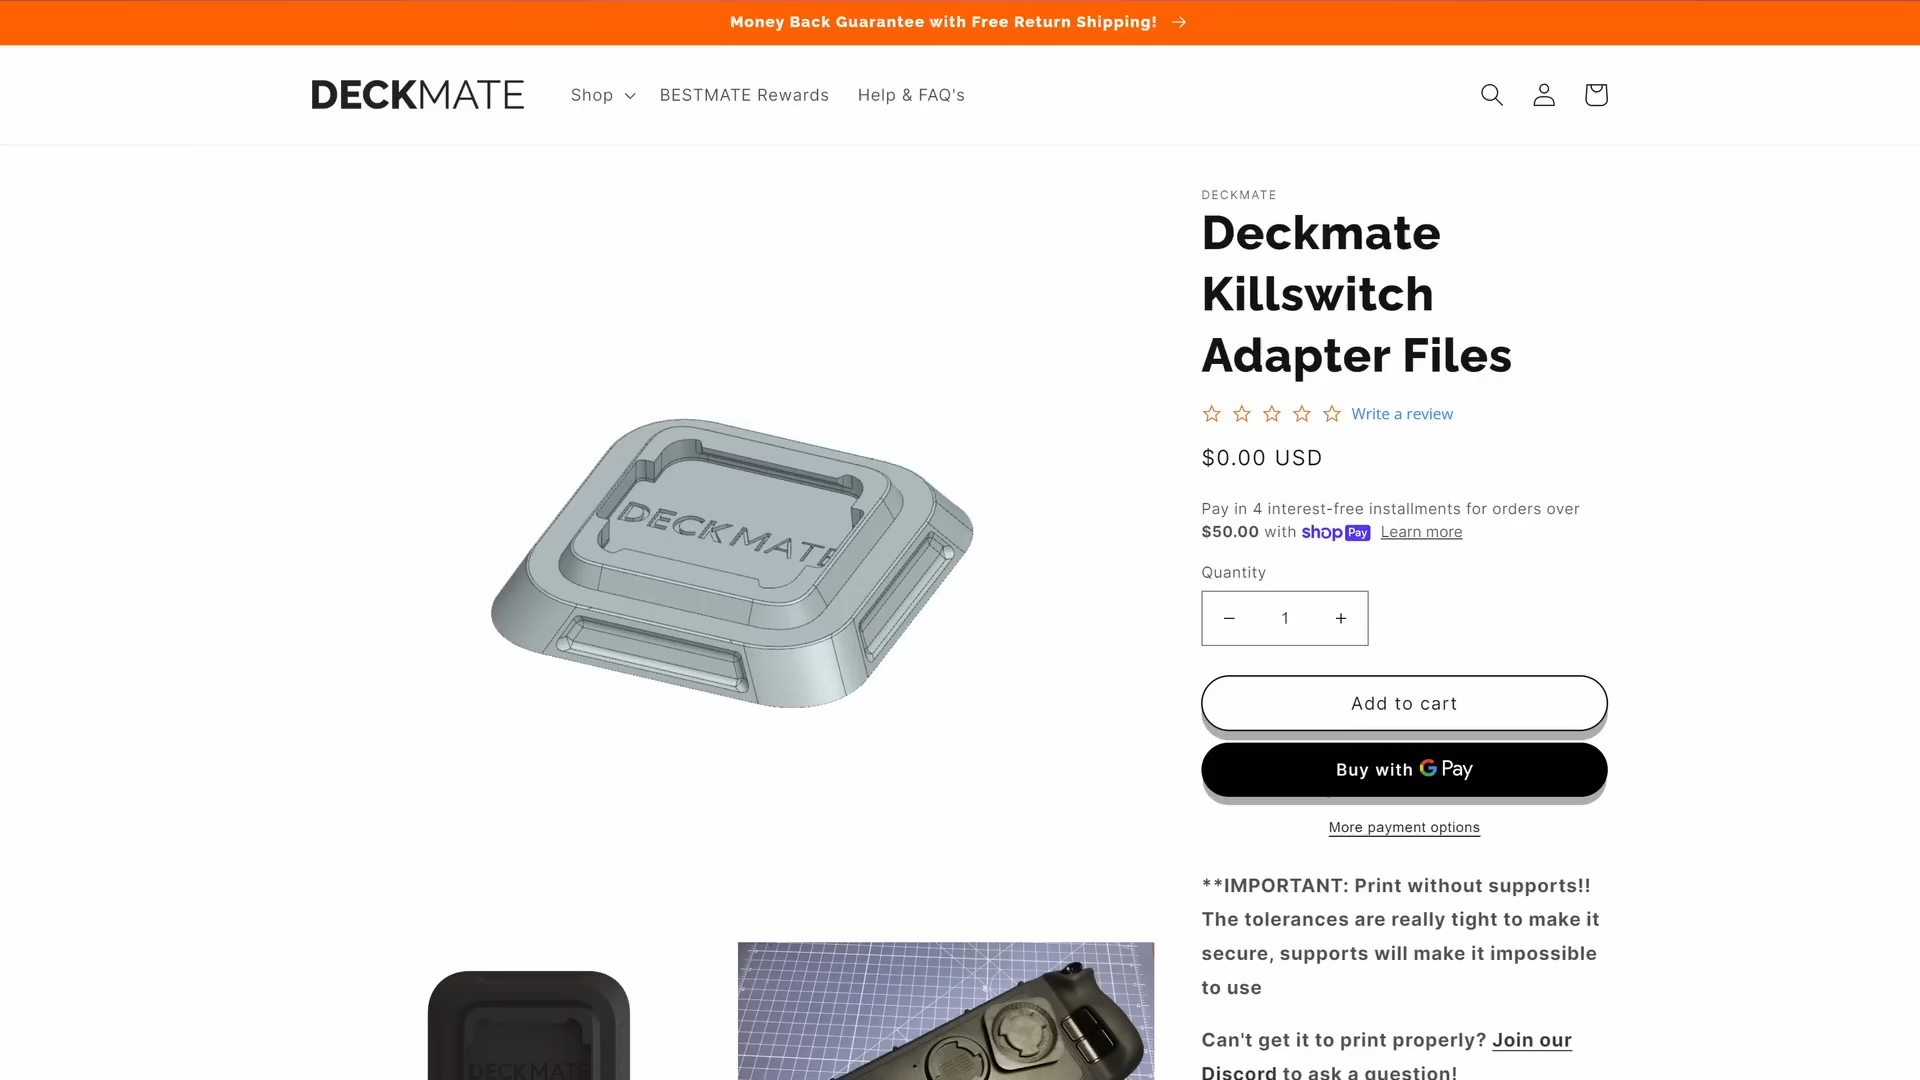 Money Back Guarantee with Free Return Shipping!
DECKMATE
Shop
BESTMATE Rewards
Help & FAQ's
DECKMATE
Deckmate
Killswitch
Adapter Files
Write a review
$0.00 USD
Pay in 4 interest-free installments for orders over
$50.00 with shop Pay Learn more
Quantity
− 1 +
Add to cart
Buy with G Pay
More payment options
**IMPORTANT: Print without supports!!
The tolerances are really tight to make it
secure, supports will make it impossible
to use
Can't get it to print properly? Join our
Discord to ask a question!
DECKMATE
DECKMATE